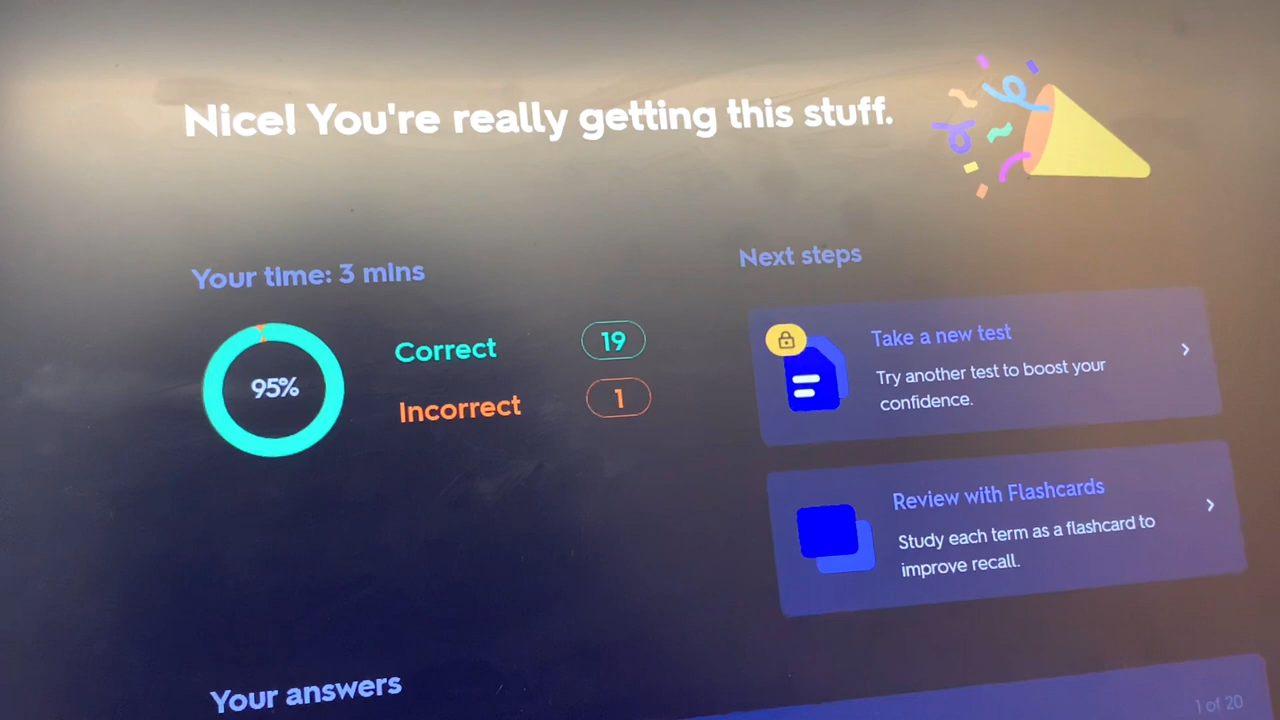 Nice! You're really getting this stuff.
Your time: 3 mins
95%
Correct 19
Incorrect 1
Next steps
Take a new test
Try another test to boost your
confidence.
Review with Flashcards
Study each term as a flashcard to
improve recall.
Your answers
1 of 20